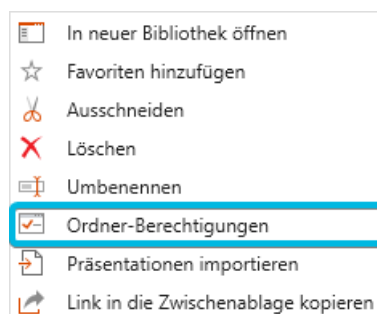 In neuer Bibliothek öffnen
Favoriten hinzufügen
Ausschneiden
Löschen
Umbenennen
Ordner-Berechtigungen
Präsentationen importieren
Link in die Zwischenablage kopieren